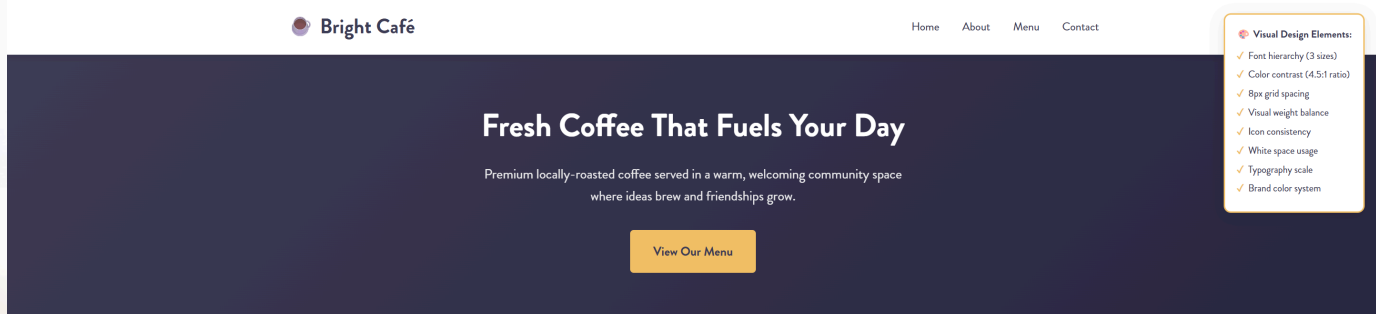 Bright Café
Home About Menu Contact
Fresh Coffee That Fuels Your Day
Premium locally-roasted coffee served in a warm, welcoming community space
where ideas brew and friendships grow.
View Our Menu
Visual Design Elements:
✓ Font hierarchy (3 sizes)
✓ Color contrast (4.5:1 ratio)
✓ 8px grid spacing
✓ Visual weight balance
✓ Icon consistency
✓ White space usage
✓ Typography scale
✓ Brand color system